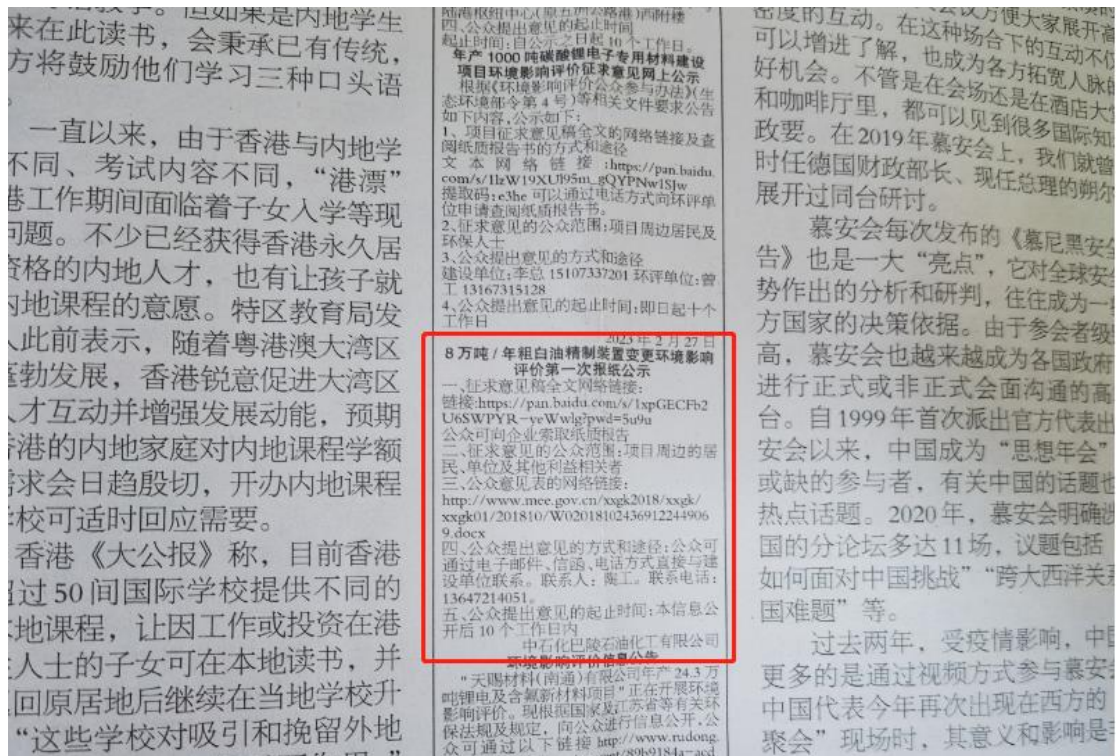 来在此读书，会秉承已有传统，
方将鼓励他们学习三种口头语
一直以来，由于香港与内地学
不同、考试内容不同，“港漂”
港工作期间面临着子女入学等现
问题。不少已经获得香港永久居
资格的内地人才，也有让孩子就
内地课程的意愿。特区教育局发
人此前表示，随着粤港澳大湾区
蓬勃发展，香港锐意促进大湾区
人才互动并增强发展动能，预期
香港的内地家庭对内地课程学额
需求会日趋殷切，开办内地课程
学校可适时回应需要。
香港《大公报》称，目前香港
超过50间国际学校提供不同的
本地课程，让因工作或投资在港
人士的子女可在本地读书，并
回原居地后继续在当地学校升
“这些学校对吸引和挽留外地
四、公众提出意见的起止时间
起止时间：自公示之日起10个工作日。
年产1000吨碳酸锂电子专用材料建设
项目环境影响评价征求意见网上公示
根据《环境影响评价公众参与办法》(生
态环境部令第4号)等相关文件要求公告
如下内容，公示如下：
1、项目征求意见稿全文的网络链接及查
阅纸质报告书的方式和途径
文本网络链接:https://pan.baidu.
com/s/1lzW19XUJ95m_gQYPNw1SJw
提取码:e3he 可以通过电话方式向环评单
位申请查阅纸质报告书。
2、征求意见的公众范围:项目周边居民及
环保人士
3、公众提出意见的方式和途径
建设单位:李总 15107337201 环评单位:曾
工 13167315128
4、公众提出意见的起止时间:即日起十个
工作日
2023年2月27日
8万吨/年粗白油精制装置变更环境影响
评价第一次报纸公示
一、征求意见稿全文网络链接:
链接:https://pan.baidu.com/s/1xpGECFb2
U6SWPYR-yeWwlg?pwd=5u9u
公众可向企业索取纸质报告
二、征求意见的公众范围:项目周边的居
民、单位及其他利益相关者
三、公众意见表的网络链接:
http://www.mee.gov.cn/xxgk2018/xxgk/
xxgk01/201810/W0201810243691224 4906
9.docx
四、公众提出意见的方式和途径:公众可
通过电子邮件、信函、电话方式直接与建
设单位联系。联系人:龚工。联系电话:
13647214051。
五、公众提出意见的起止时间:本信息公
开后10个工作日内
中石化巴陵石油化工有限公司
环境影响评价信息公告
“天赐材料(南通)有限公司年产24.3万
吨锂电及含氟新材料项目”正在开展环境
影响评价。现根据国家及江苏省等有关环
保法规及规定，向公众进行信息公开,公
众可通过以下链接 http://www.rudong.
密度的互动。在这种场合下的互动不仅
可以增进了解，也成为各方拓宽人脉的
好机会。不管是在会场还是在酒店大
和咖啡厅里，都可以见到很多国际知
政要。在2019年慕安会上，我们就曾
时任德国财政部长、现任总理的朔尔
展开过同台研讨。
慕安会每次发布的《慕尼黑安全
告》也是一大“亮点”，它对全球安
势作出的分析和研判，往往成为一
方国家的决策依据。由于参会者级
高，慕安会也越来越成为各国政府
进行正式或非正式会面沟通的高
台。自1999年首次派出官方代表出
安会以来，中国成为“思想年会”
或缺的参与者，有关中国的话题也
热点话题。2020年，慕安会明确涉
国的分论坛多达11场，议题包括
如何面对中国挑战”“跨大西洋关系
国难题”等。
过去两年，受疫情影响，中
更多的是通过视频方式参与慕安
中国代表今年再次出现在西方的
聚会”现场时，其意义和影响是